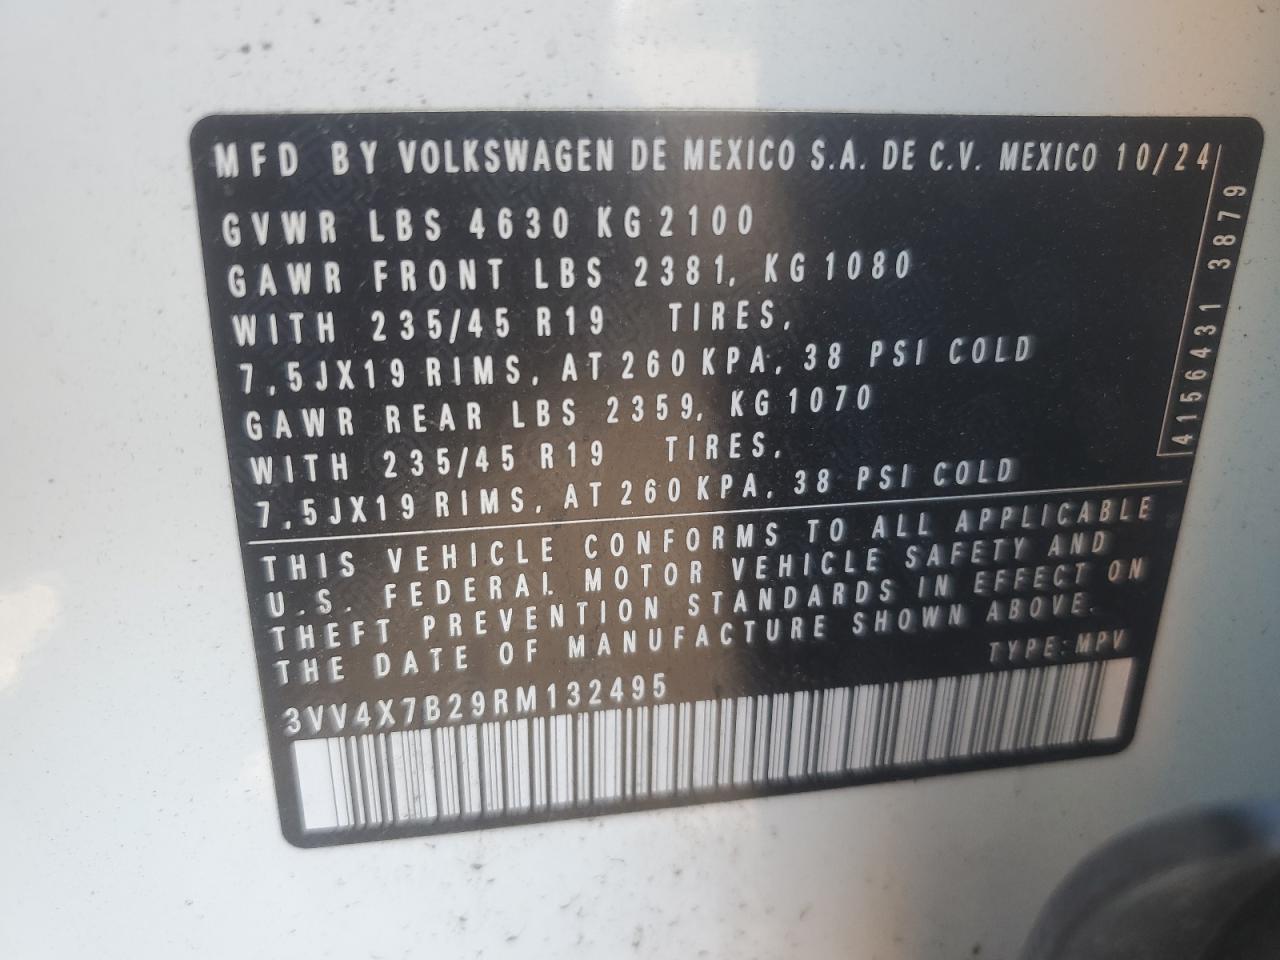 MFD BY VOLKSWAGEN DE MEXICO S.A. DE C.V. MEXICO 10/24
GVWR LBS 4630 KG 2100
GAWR FRONT LBS 2381, KG 1080
WITH 235/45 R19 TIRES,
7,5JX19 RIMS, AT 260 KPA, 38 PSI COLD
GAWR REAR LBS 2359, KG 1070
WITH 235/45 R19 TIRES,
7,5JX19 RIMS, AT 260 KPA, 38 PSI COLD
THIS VEHICLE CONFORMS TO ALL APPLICABLE
U.S. FEDERAL MOTOR VEHICLE SAFETY AND
THEFT PREVENTION STANDARDS IN EFFECT ON
THE DATE OF MANUFACTURE SHOWN ABOVE.
TYPE:MPV
3VV4X7B29RM132495
4156431 3879